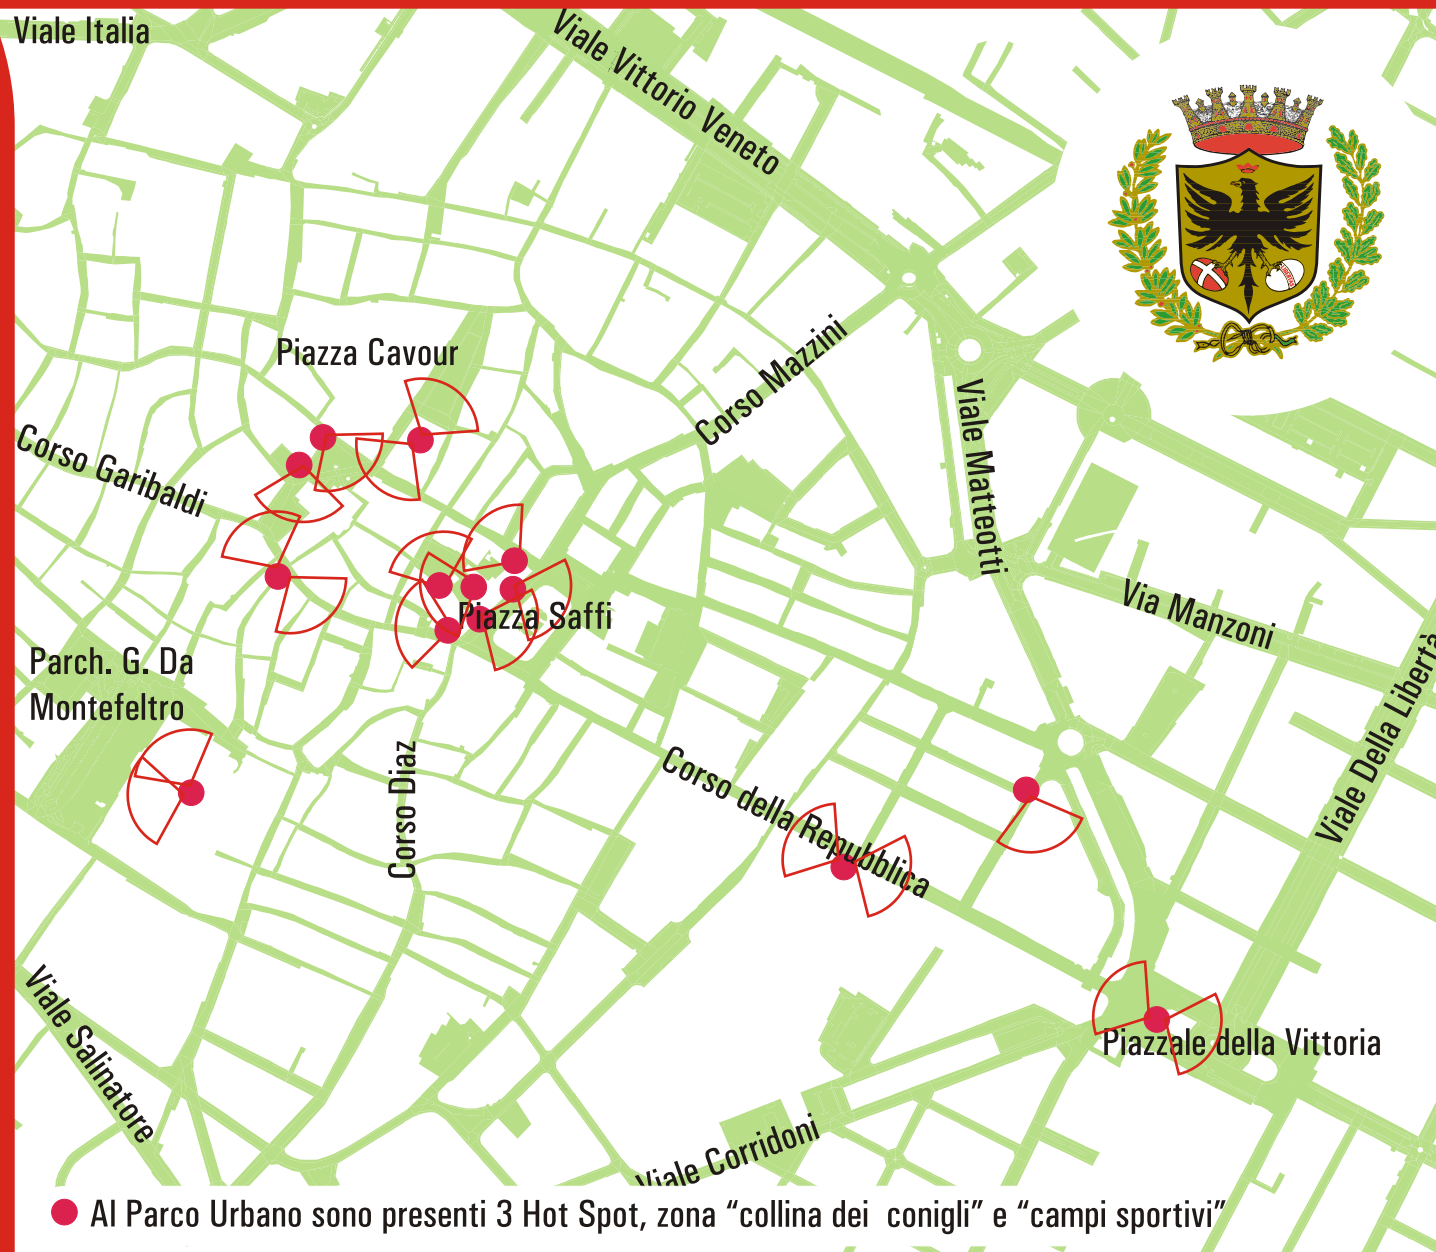 Viale Italia
Viale Vittorio Veneto
Piazza Cavour
Corso Mazzini
Viale Matteotti
Corso Garibaldi
Via Manzoni
Piazza Saffi
Parch. G. Da
Montefeltro
Viale Della Libertà
Corso Diaz
Corso della Repubblica
Viale Salinatore
Piazzale della Vittoria
Viale Corridoni
Al Parco Urbano sono presenti 3 Hot Spot, zona “collina dei conigli” e “campi sportivi”